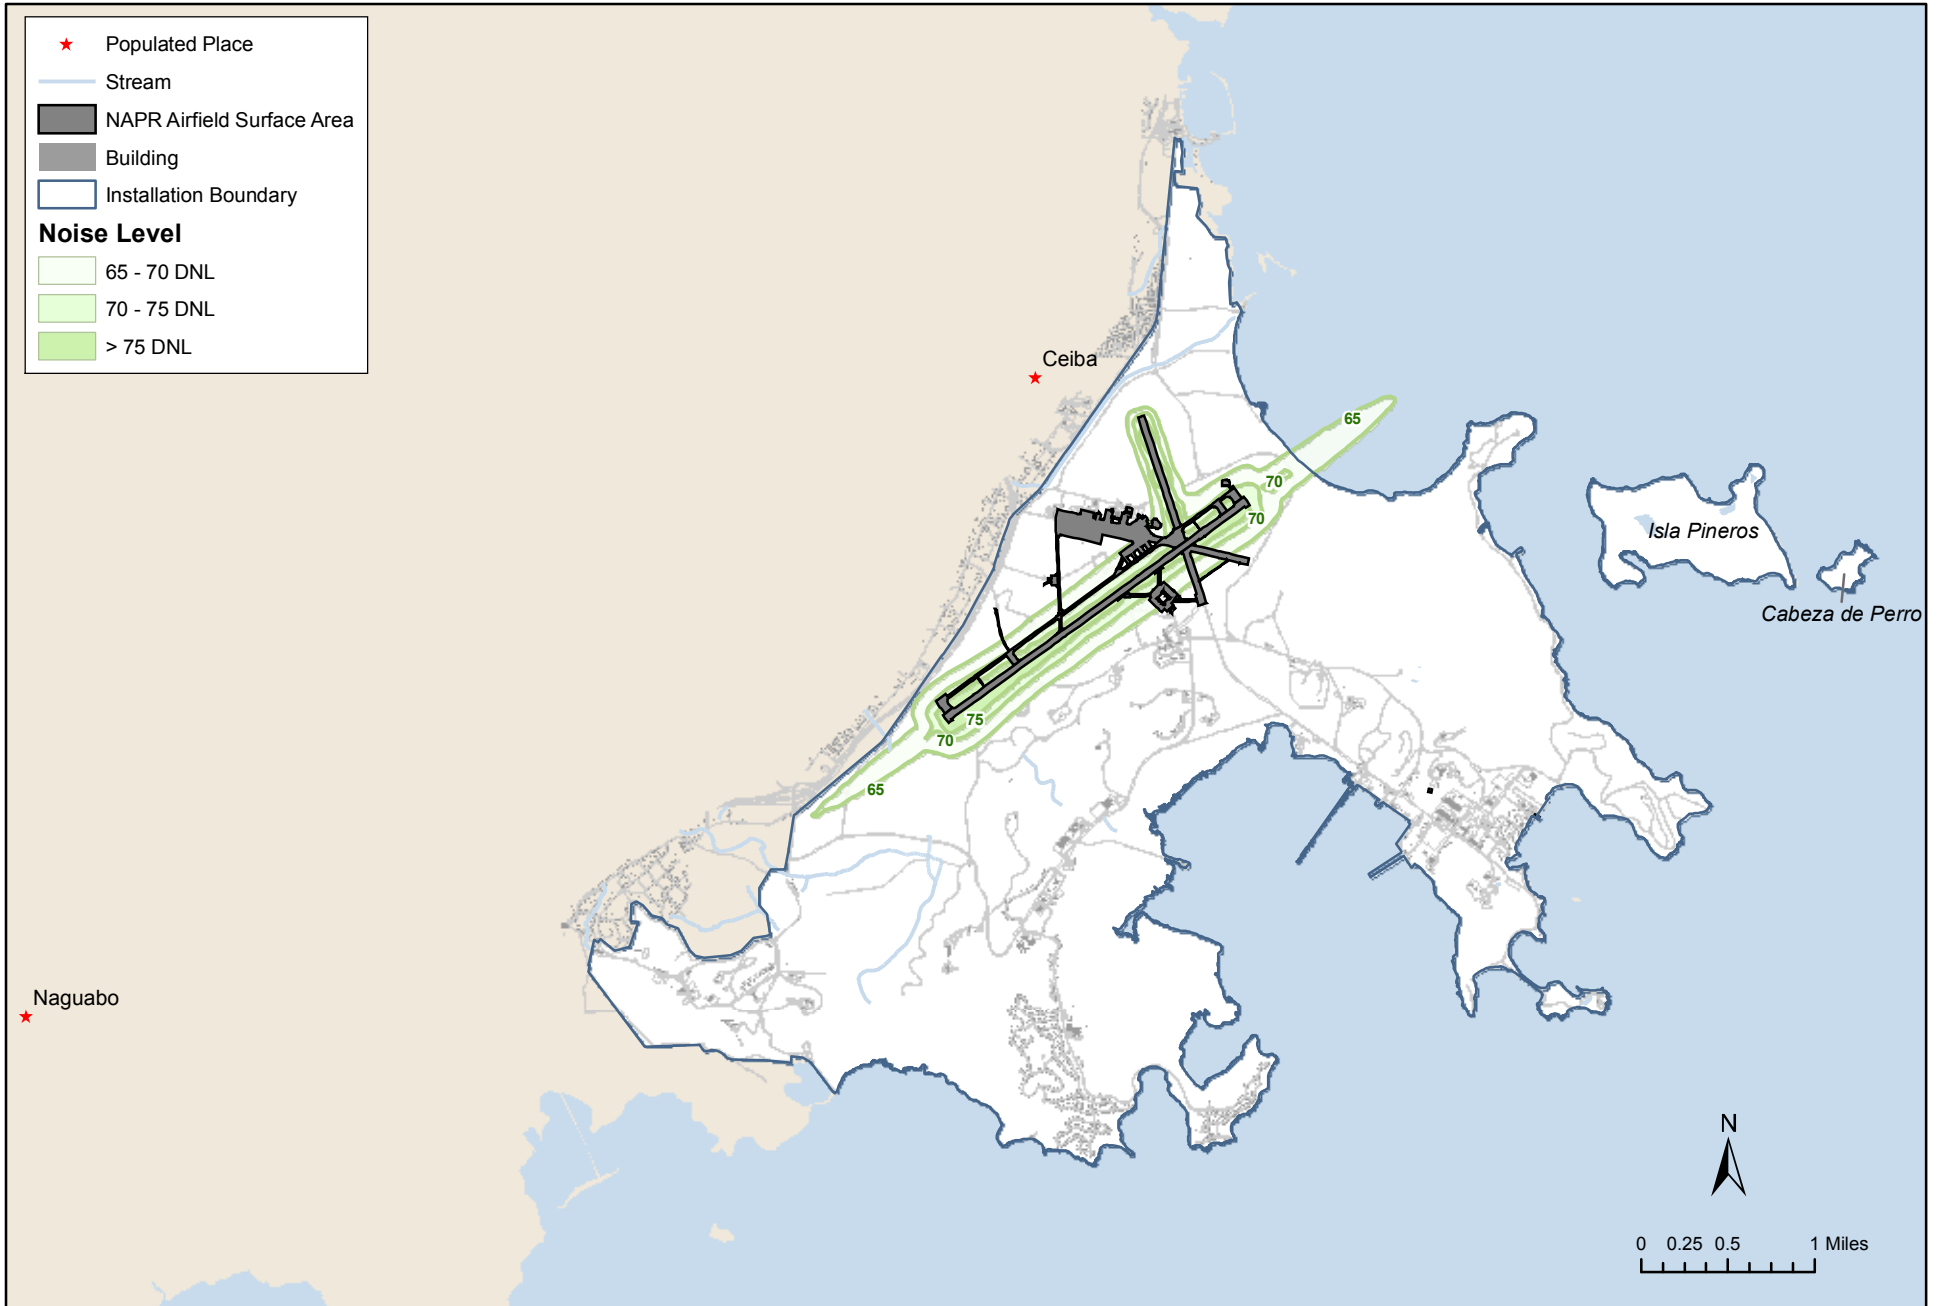 Populated Place
Stream
NAPR Airfield Surface Area
Building
Installation Boundary
Noise Level
65 - 70 DNL
70 - 75 DNL
> 75 DNL
Ceiba
65
70
70
Isla Pineros
Cabeza de Perro
75
70
65
Naguabo
N
0 0.25 0.5 1 Miles